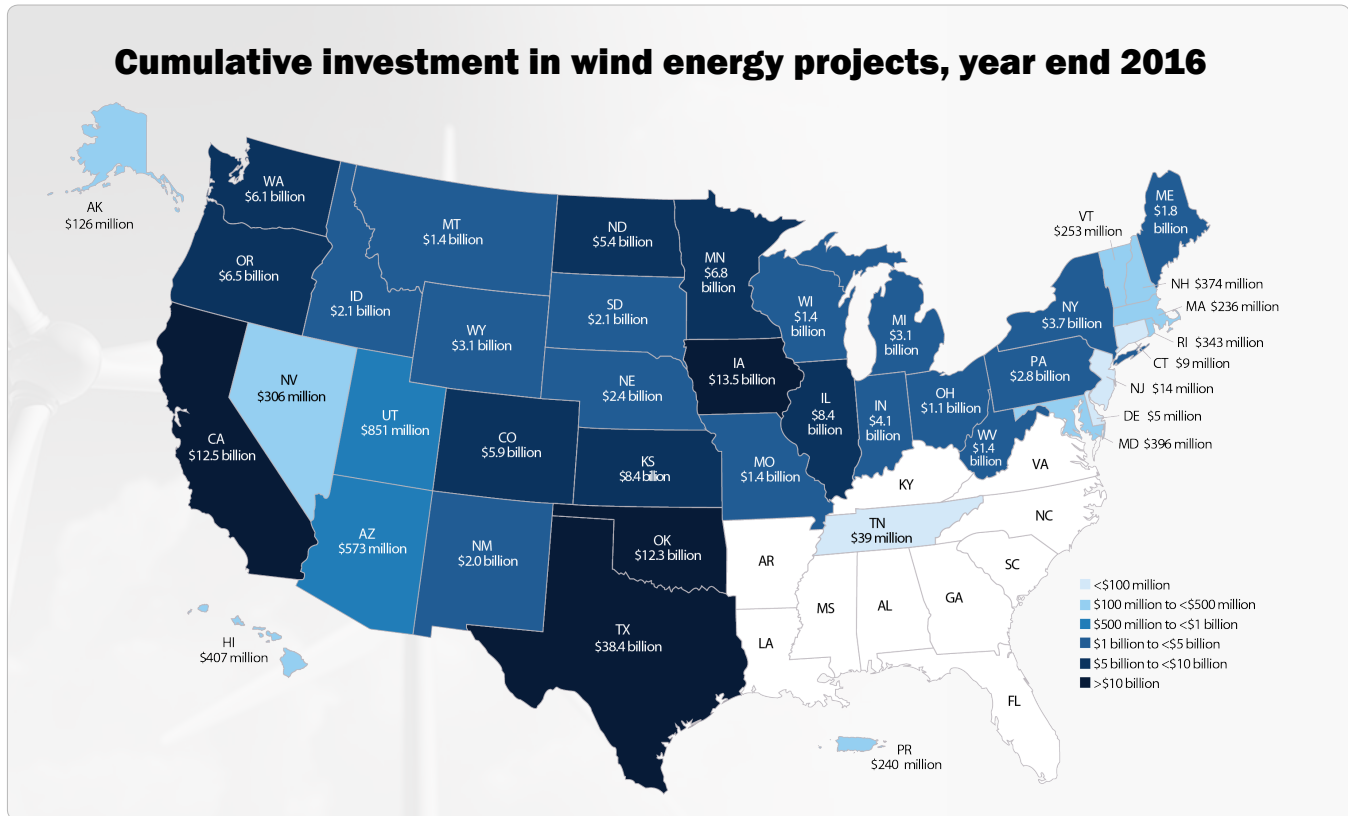 Cumulative investment in wind energy projects, year end 2016
AK
$126 million
WA
$6.1 billion
OR
$6.5 billion
CA
$12.5 billion
NV
$306 million
ID
$2.1 billion
MT
$1.4 billion
WY
$3.1 billion
UT
$851 million
AZ
$573 million
CO
$5.9 billion
NM
$2.0 billion
ND
$5.4 billion
SD
$2.1 billion
NE
$2.4 billion
KS
$8.4 billion
OK
$12.3 billion
TX
$38.4 billion
MN
$6.8
billion
IA
$13.5 billion
MO
$1.4 billion
AR
LA
WI
$1.4
billion
IL
$8.4
billion
MI
$3.1
billion
IN
$4.1
billion
OH
$1.1 billion
WV
$1.4
billion
KY
TN
$39 million
MS
AL
GA
FL
SC
NC
VA
PA
$2.8 billion
NY
$3.7 billion
VT
$253 million
ME
$1.8
billion
NH $374 million
MA $236 million
RI $343 million
CT $9 million
NJ $14 million
DE $5 million
MD $396 million
HI
$407 million
PR
$240 million
<$100 million
$100 million to <$500 million
$500 million to <$1 billion
$1 billion to <$5 billion
$5 billion to <$10 billion
>$10 billion